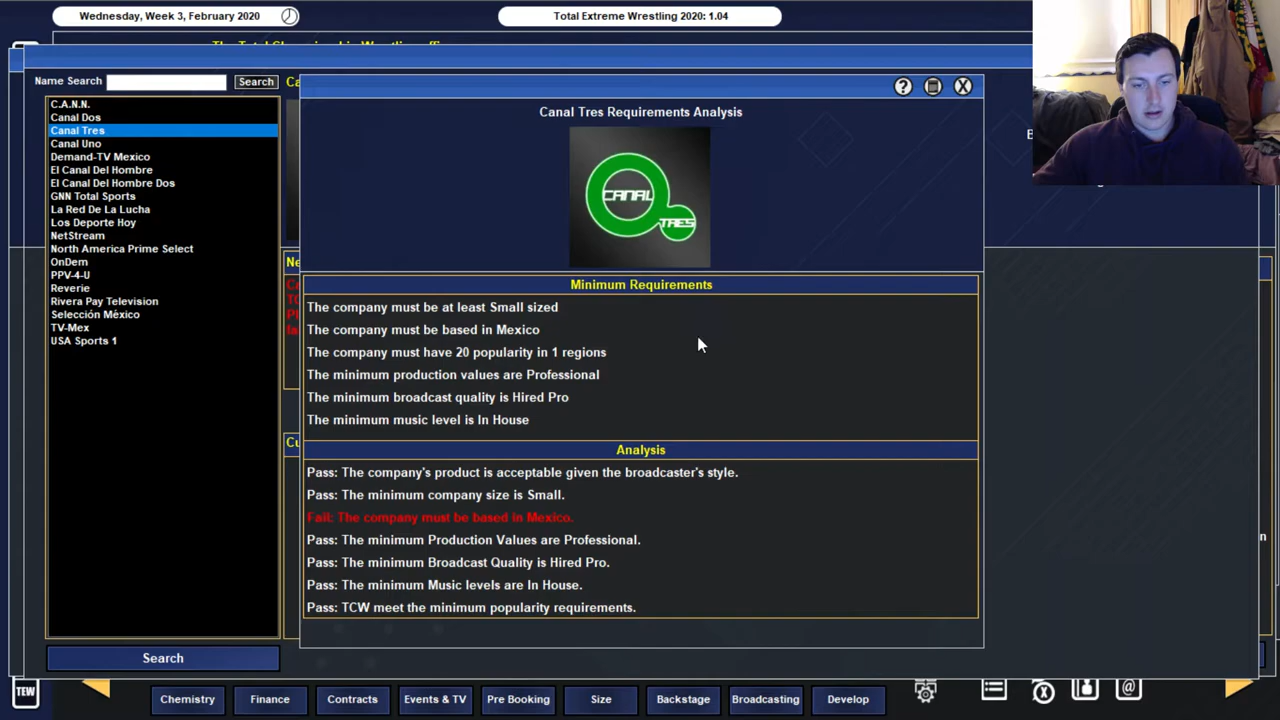 Wednesday, Week 3, February 2020
Total Extreme Wrestling 2020: 1.04
Name Search
Search
C.A.N.N.
Canal Dos
Canal Tres
Canal Uno
Demand-TV Mexico
El Canal Del Hombre
El Canal Del Hombre Dos
GNN Total Sports
La Red De La Lucha
Los Deporte Hoy
NetStream
North America Prime Select
OnDem
PPV-4-U
Reverie
Rivera Pay Television
Selección México
TV-Mex
USA Sports 1
Search
?
X
Canal Tres Requirements Analysis
CANAL
TRES
Minimum Requirements
The company must be at least Small sized
The company must be based in Mexico
The company must have 20 popularity in 1 regions
The minimum production values are Professional
The minimum broadcast quality is Hired Pro
The minimum music level is In House
Analysis
Pass: The company's product is acceptable given the broadcaster's style.
Pass: The minimum company size is Small.
Fail: The company must be based in Mexico.
Pass: The minimum Production Values are Professional.
Pass: The minimum Broadcast Quality is Hired Pro.
Pass: The minimum Music levels are In House.
Pass: TCW meet the minimum popularity requirements.
TEW
Chemistry
Finance
Contracts
Events & TV
Pre Booking
Size
Backstage
Broadcasting
Develop